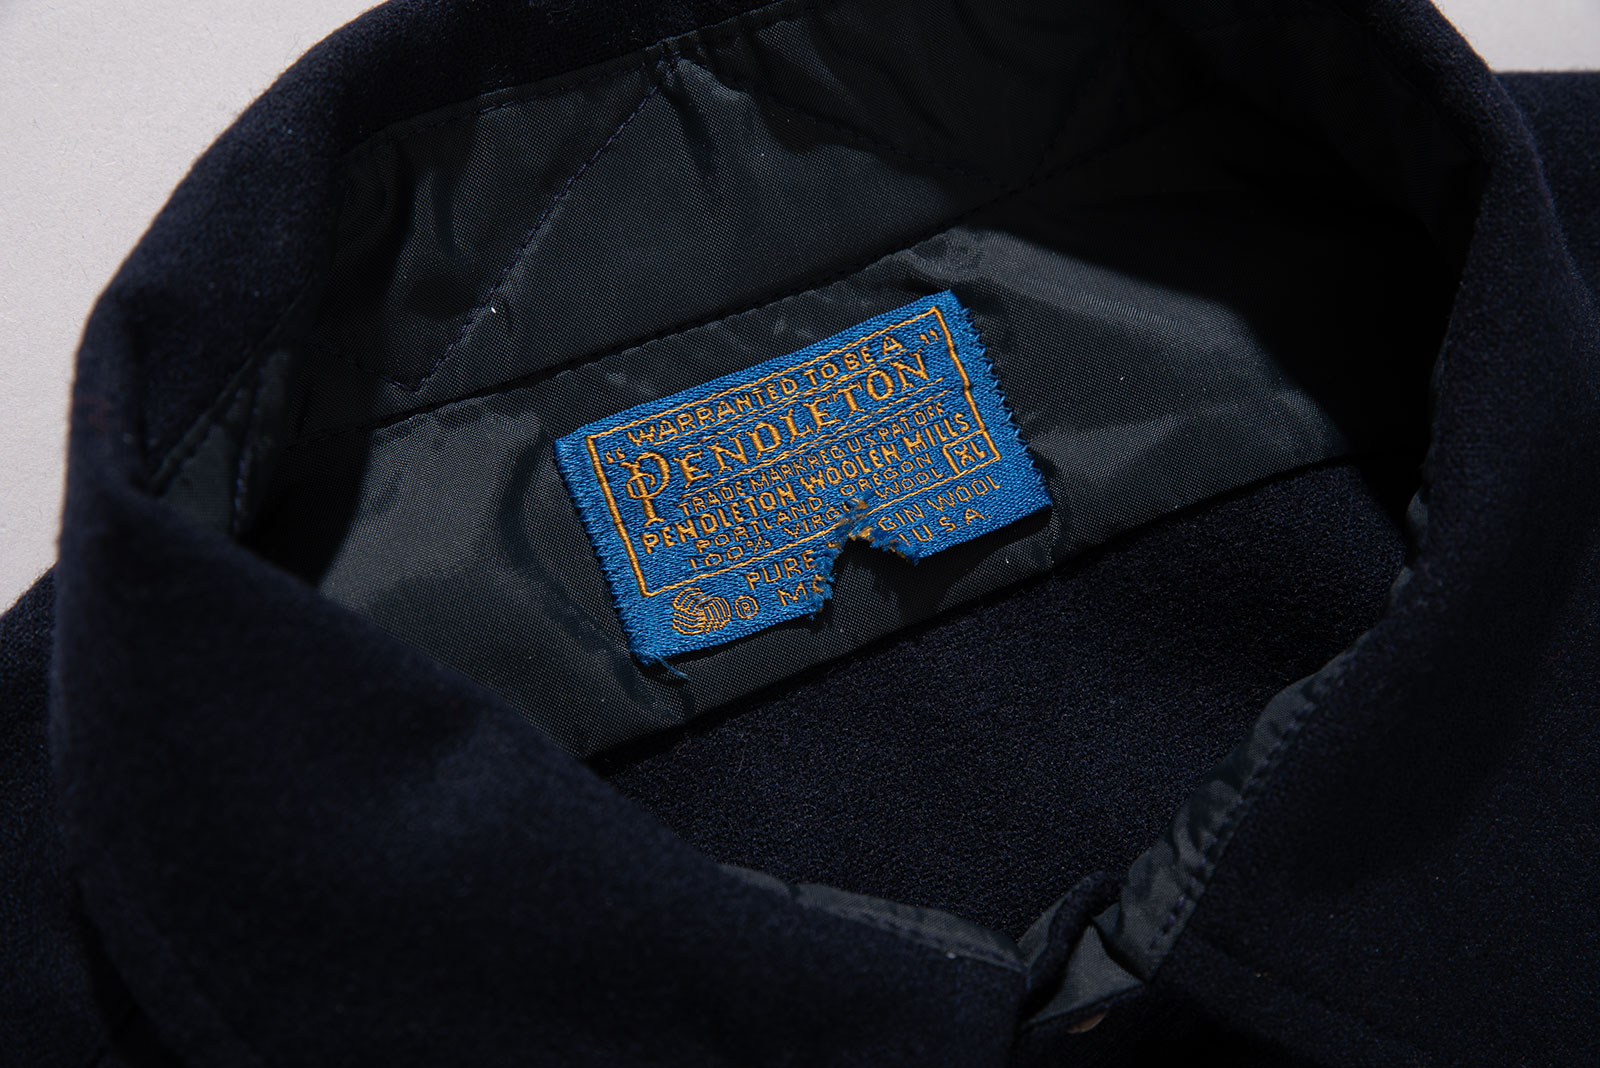 "WARRANTED TO BE A
PENDLETON"
TRADE MARK REG U.S PAT OFF
PENDLETON WOOLEN MILLS
PORTLAND, OREGON XL
100% VIRGIN WOOL
PURE GIN WOOL
® U.S.A